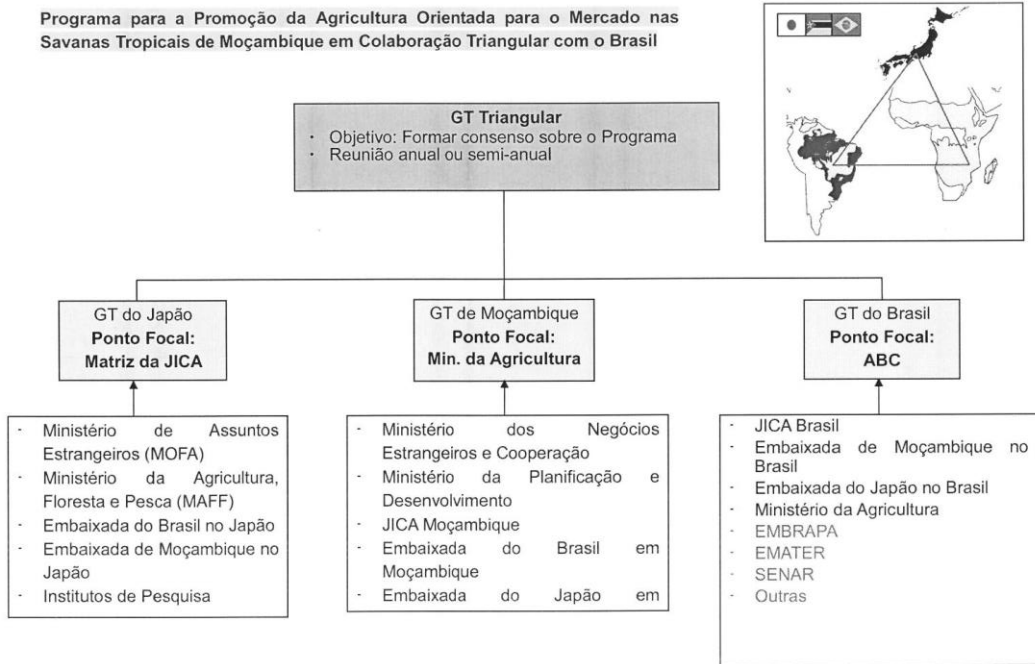 Programa para a Promoção da Agricultura Orientada para o Mercado nas
Savanas Tropicais de Moçambique em Colaboração Triangular com o Brasil
GT Triangular
· Objetivo: Formar consenso sobre o Programa
· Reunião anual ou semi-anual
GT do Japão
Ponto Focal:
Matriz da JICA
GT de Moçambique
Ponto Focal:
Min. da Agricultura
GT do Brasil
Ponto Focal:
ABC
- Ministério de Assuntos
Estrangeiros (MOFA)
- Ministério da Agricultura,
Floresta e Pesca (MAFF)
- Embaixada do Brasil no Japão
- Embaixada de Moçambique no
Japão
- Institutos de Pesquisa
- Ministério dos Negócios
Estrangeiros e Cooperação
- Ministério da Planificação e
Desenvolvimento
- JICA Moçambique
- Embaixada do Brasil em
Moçambique
- Embaixada do Japão em
- JICA Brasil
- Embaixada de Moçambique no
Brasil
- Embaixada do Japão no Brasil
- Ministério da Agricultura
- EMBRAPA
- EMATER
- SENAR
- Outras